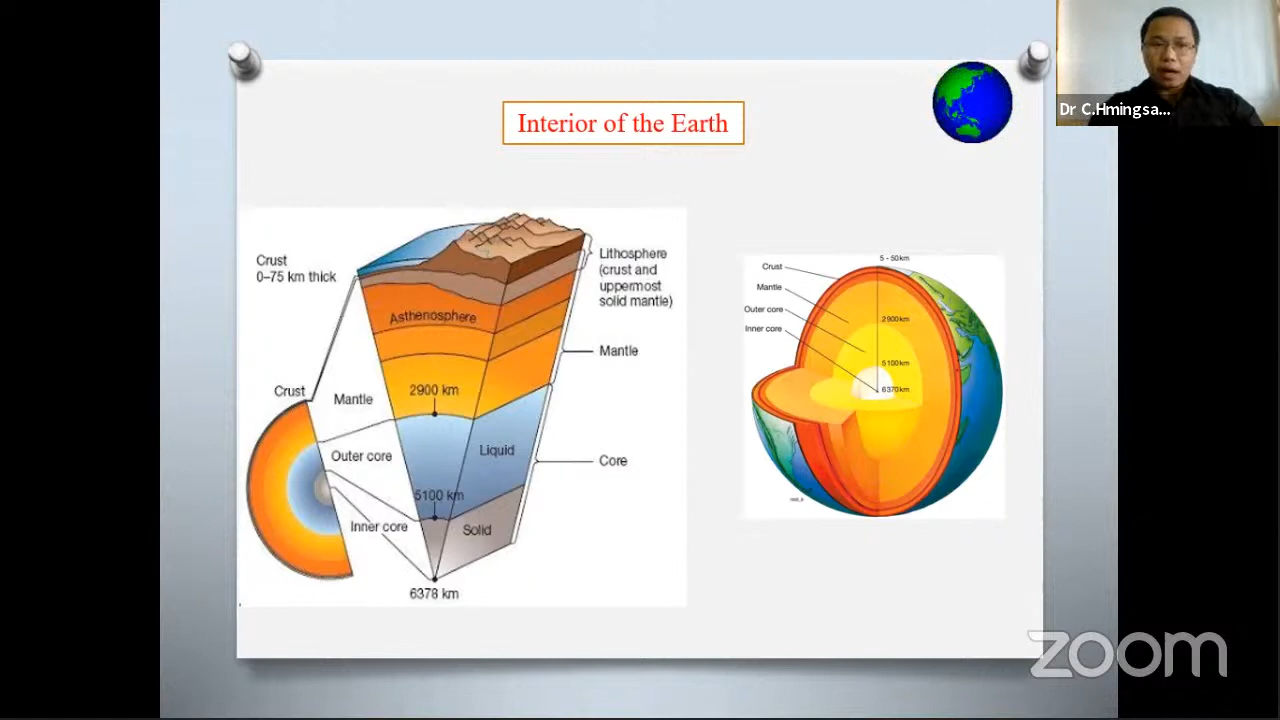 Interior of the Earth
Dr C.Hmingsa...
Crust
0–75 km thick
Lithosphere
(crust and
uppermost
solid mantle)
Asthenosphere
Mantle
2900 km
Crust
Mantle
Outer core
Liquid
Core
5100 km
Inner core
Solid
6378 km
5 - 50km
Crust
Mantle
Outer core
Inner core
2900km
5100km
6370km
zoom